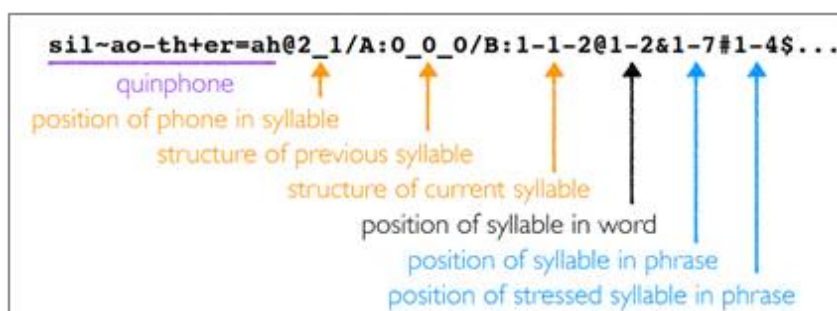 sil~ao-th+er=ah@2_1/A:0_0_0/B:1-1-2@1-2&1-7#1-4$...
quinphone
position of phone in syllable
structure of previous syllable
structure of current syllable
position of syllable in word
position of syllable in phrase
position of stressed syllable in phrase